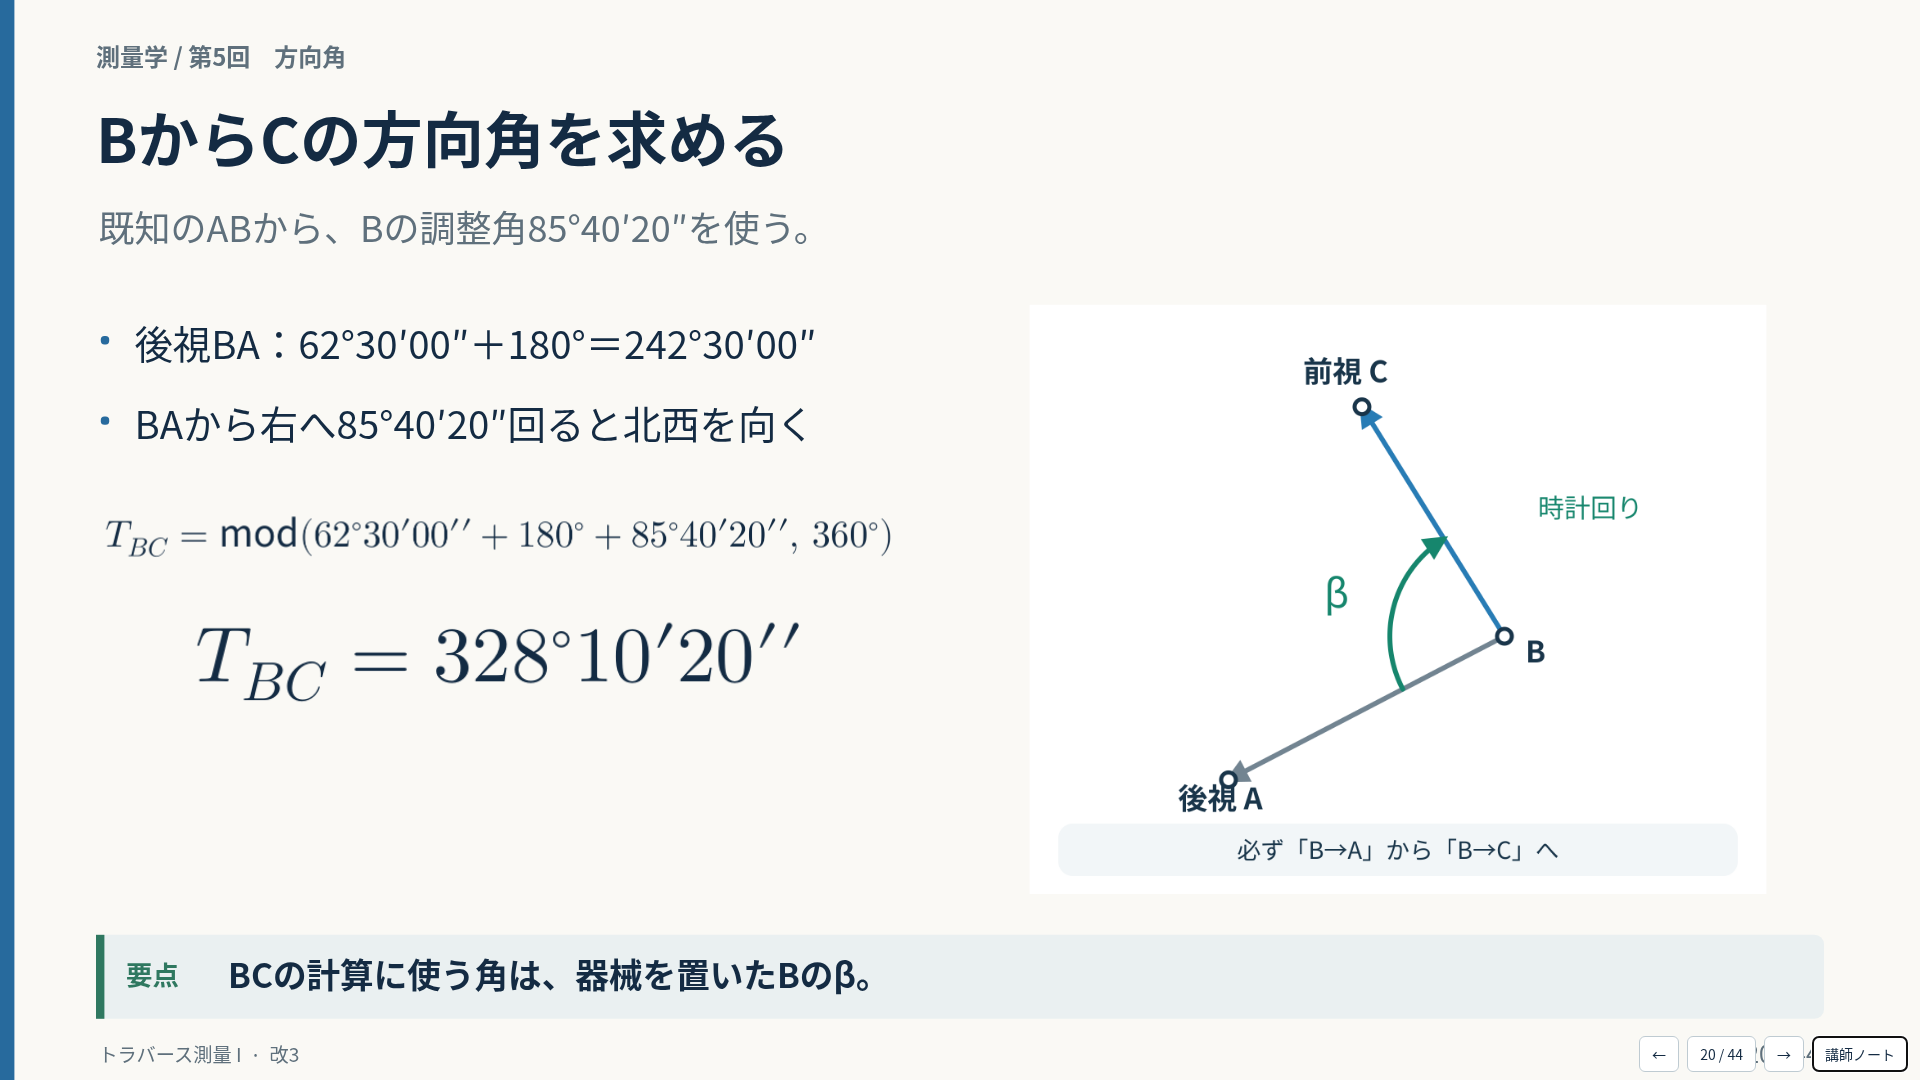 測量学 / 第5回　方向角
BからCの方向角を求める
既知のABから、Bの調整角85°40′20″を使う。
・後視BA：62°30′00″＋180°＝242°30′00″
・BAから右へ85°40′20″回ると北西を向く
T_BC = mod(62°30′00′′ + 180° + 85°40′20′′, 360°)
T_BC = 328°10′20′′
前視 C
時計回り
β
B
後視 A
必ず「B→A」から「B→C」へ
要点　BCの計算に使う角は、器械を置いたBのβ。
トラバース測量 I · 改3
← 20 / 44 → 講師ノート